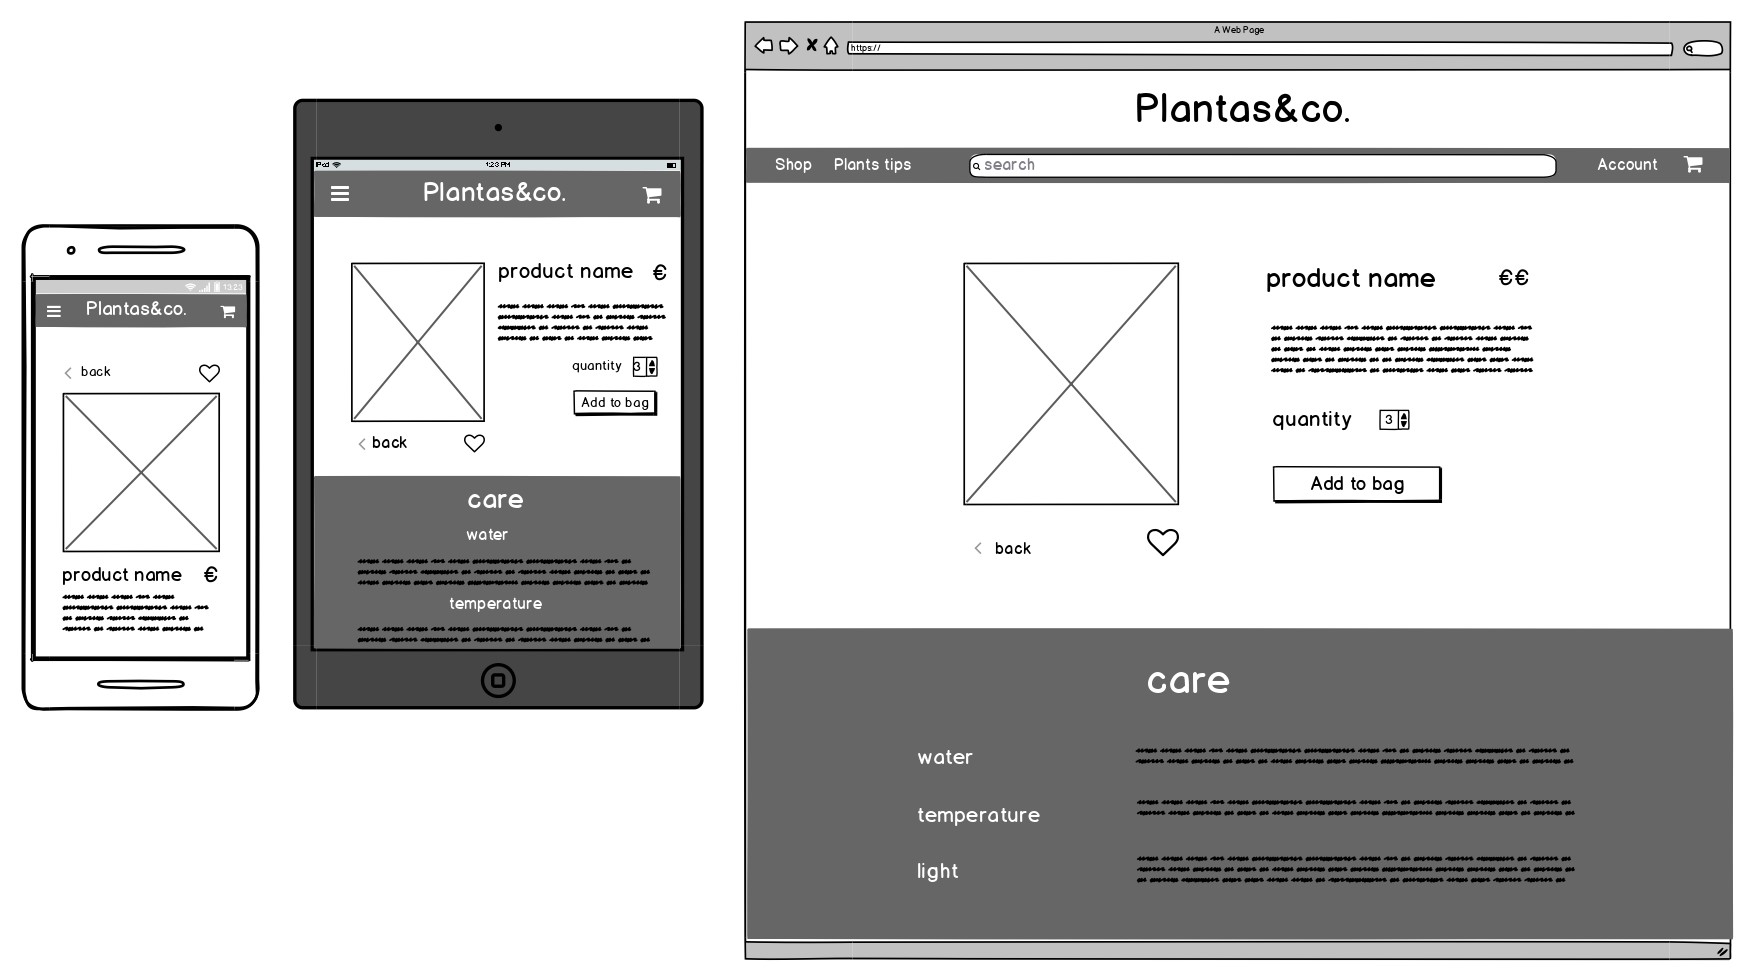 1323
Plantas&co.
back
product name €
iPad 1:23 PM
Plantas&co.
product name €
quantity 3
Add to bag
back
care
water
temperature
A Web Page
https://
Plantas&co.
Shop Plants tips search Account
product name €€
quantity 3
Add to bag
back
care
water
temperature
light